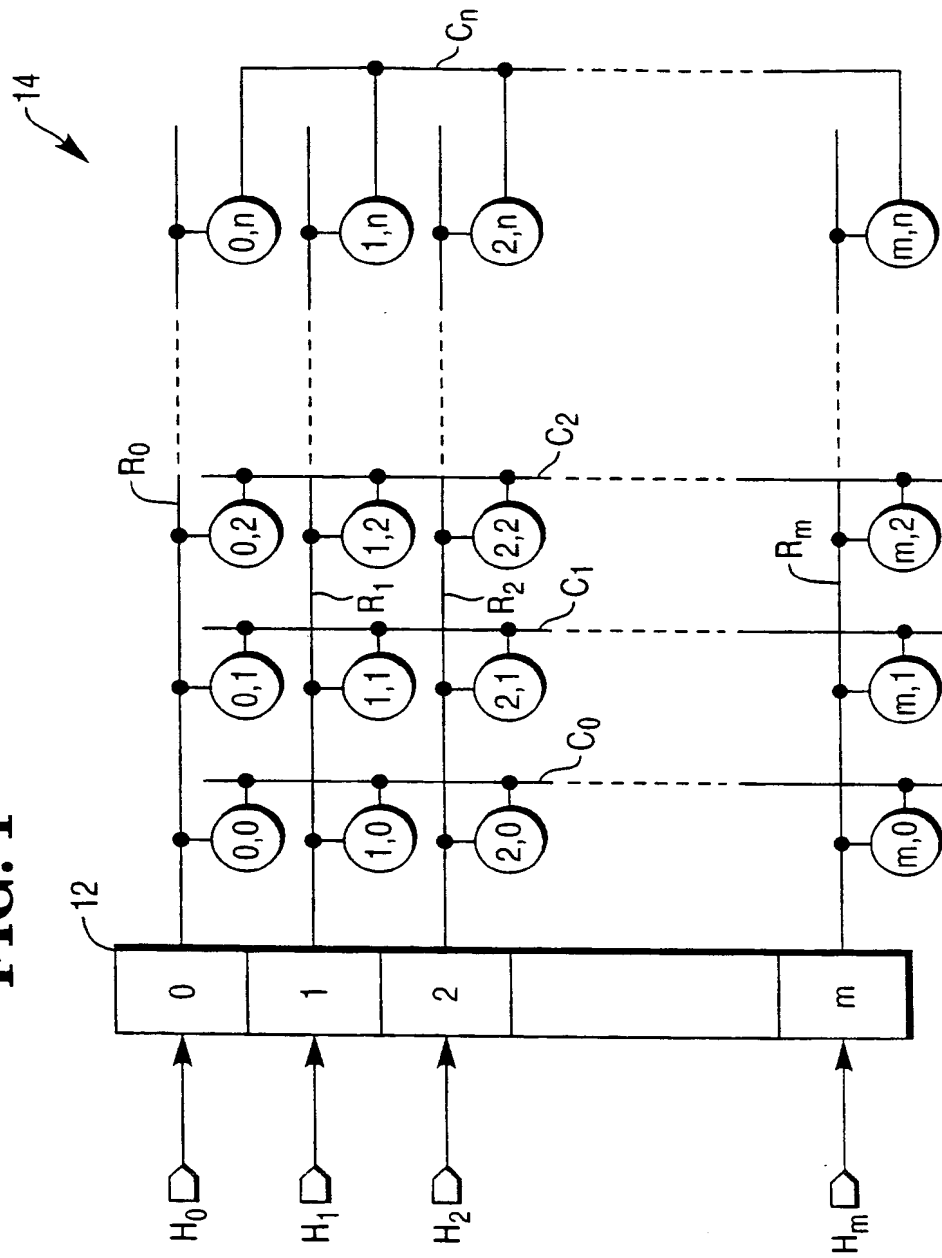 FIG. 1
14
12
R0
H0 0
0,0 0,1 0,2 0,n
H1 1
R1
1,0 1,1 1,2 1,n
Cn
H2 2
R2
2,0 2,1 2,2 2,n
C0 C1 C2
Rm
Hm m
m,0 m,1 m,2 m,n